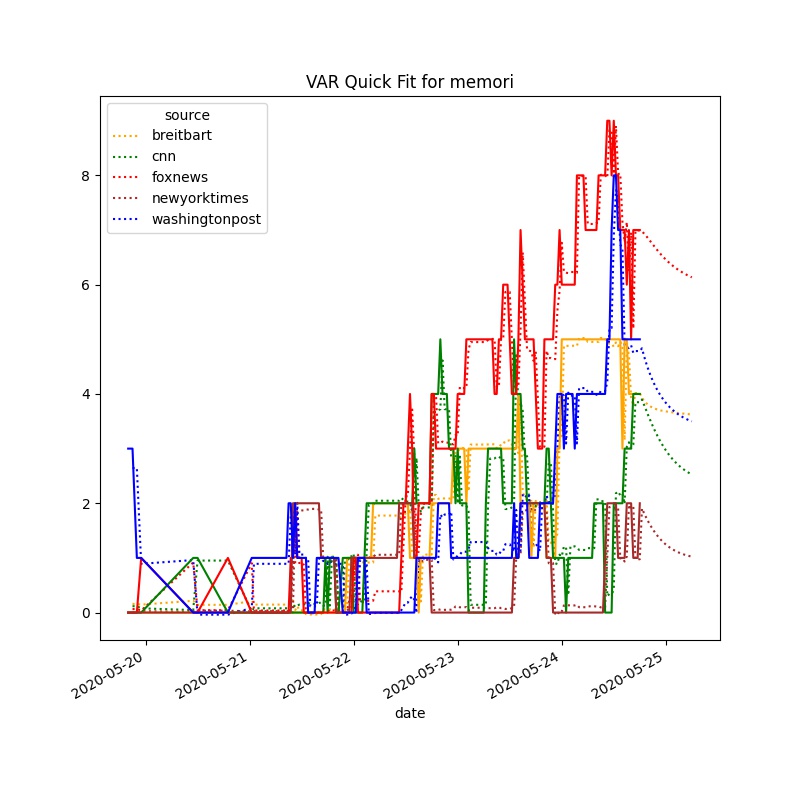 VAR Quick Fit for memori
source
breitbart
cnn
foxnews
newyorktimes
washingtonpost
8
6
4
2
0
2020-05-20
2020-05-21
2020-05-22
2020-05-23
2020-05-24
2020-05-25
date